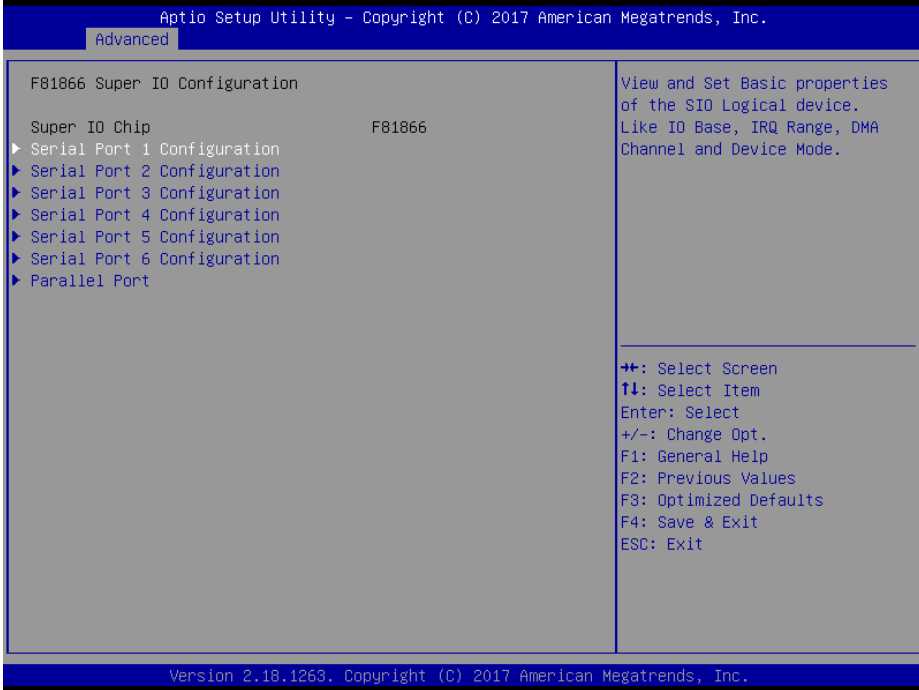 Aptio Setup Utility – Copyright (C) 2017 American Megatrends, Inc.
Advanced
F81866 Super IO Configuration
Super IO Chip F81866
Serial Port 1 Configuration
Serial Port 2 Configuration
Serial Port 3 Configuration
Serial Port 4 Configuration
Serial Port 5 Configuration
Serial Port 6 Configuration
Parallel Port
View and Set Basic properties
of the SIO Logical device.
Like IO Base, IRQ Range, DMA
Channel and Device Mode.
→←: Select Screen
↑↓: Select Item
Enter: Select
+/-: Change Opt.
F1: General Help
F2: Previous Values
F3: Optimized Defaults
F4: Save & Exit
ESC: Exit
Version 2.18.1263. Copyright (C) 2017 American Megatrends, Inc.